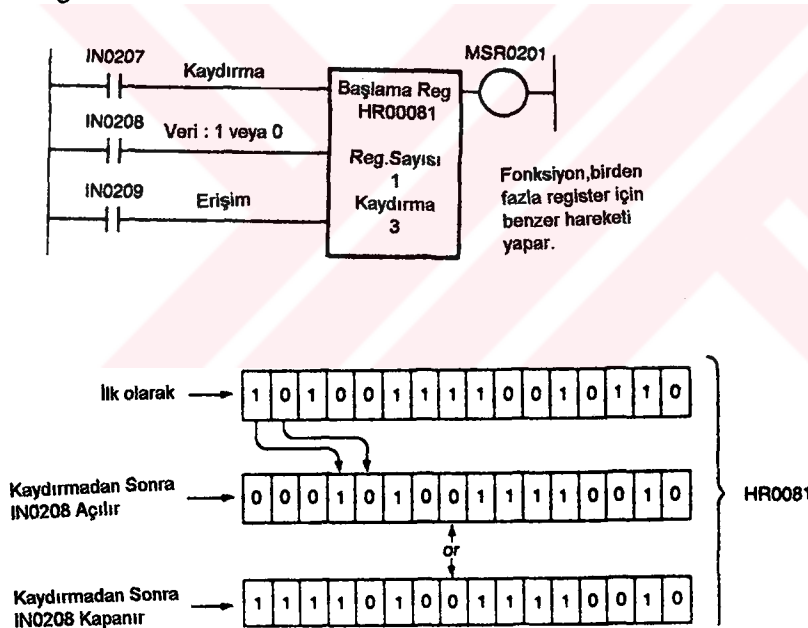 IN0207
Kaydırma
MSR0201
Başlama Reg
HR00081
IN0208
Veri : 1 veya 0
Reg.Sayısı
1
IN0209
Erişim
Kaydırma
3
Fonksiyon,birden
fazla register için
benzer hareketi
yapar.
İlk olarak
1 0 1 0 0 1 1 1 1 0 0 1 0 1 1 0
Kaydırmadan Sonra
IN0208 Açılır
0 0 0 1 0 1 0 0 1 1 1 1 0 0 1 0
HR0081
or
Kaydırmadan Sonra
IN0208 Kapanır
1 1 1 1 0 1 0 0 1 1 1 1 0 0 1 0